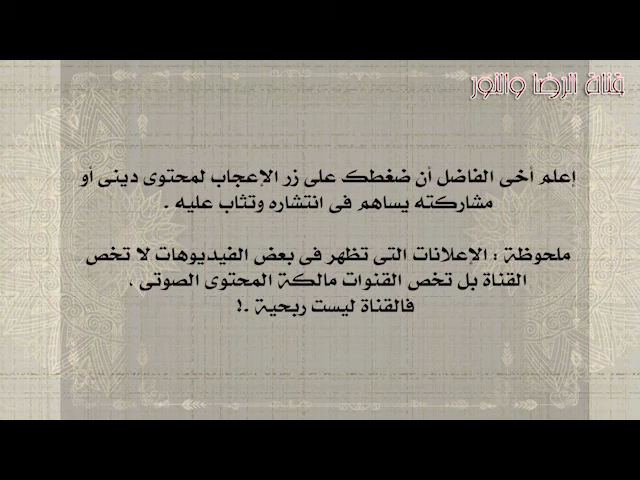 قناة الرضا والنور
إعلم أخى الفاضل أن ضغطك على زر الإعجاب لمحتوى دينى أو
مشاركته يساهم فى انتشاره وتثاب عليه .
ملحوظة : الإعلانات التى تظهر فى بعض الفيديوهات لا تخص
القناة بل تخص القنوات مالكة المحتوى الصوتى ،
فالقناة ليست ربحية .!